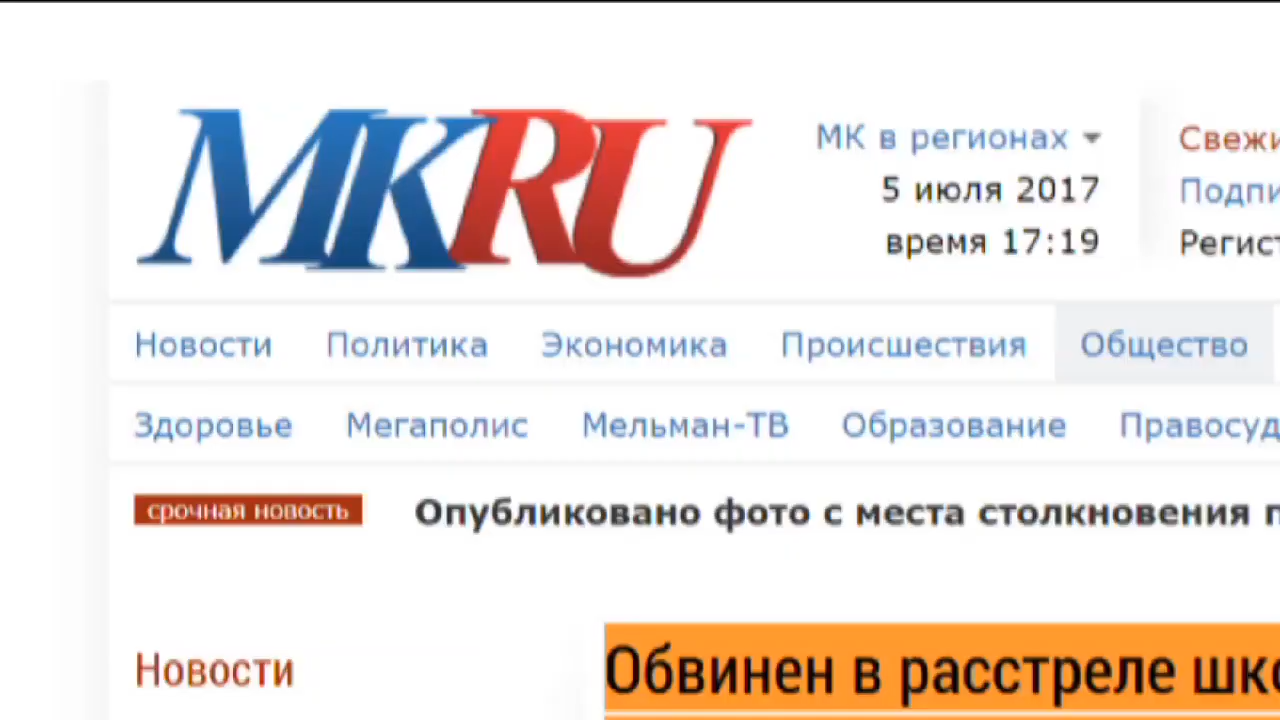 MKRU
МК в регионах
5 июля 2017
время 17:19
Новости Политика Экономика Происшествия Общество
Здоровье Мегаполис Мельман-ТВ Образование
срочная новость Опубликовано фото с места столкновения
Новости
Обвинен в расстреле